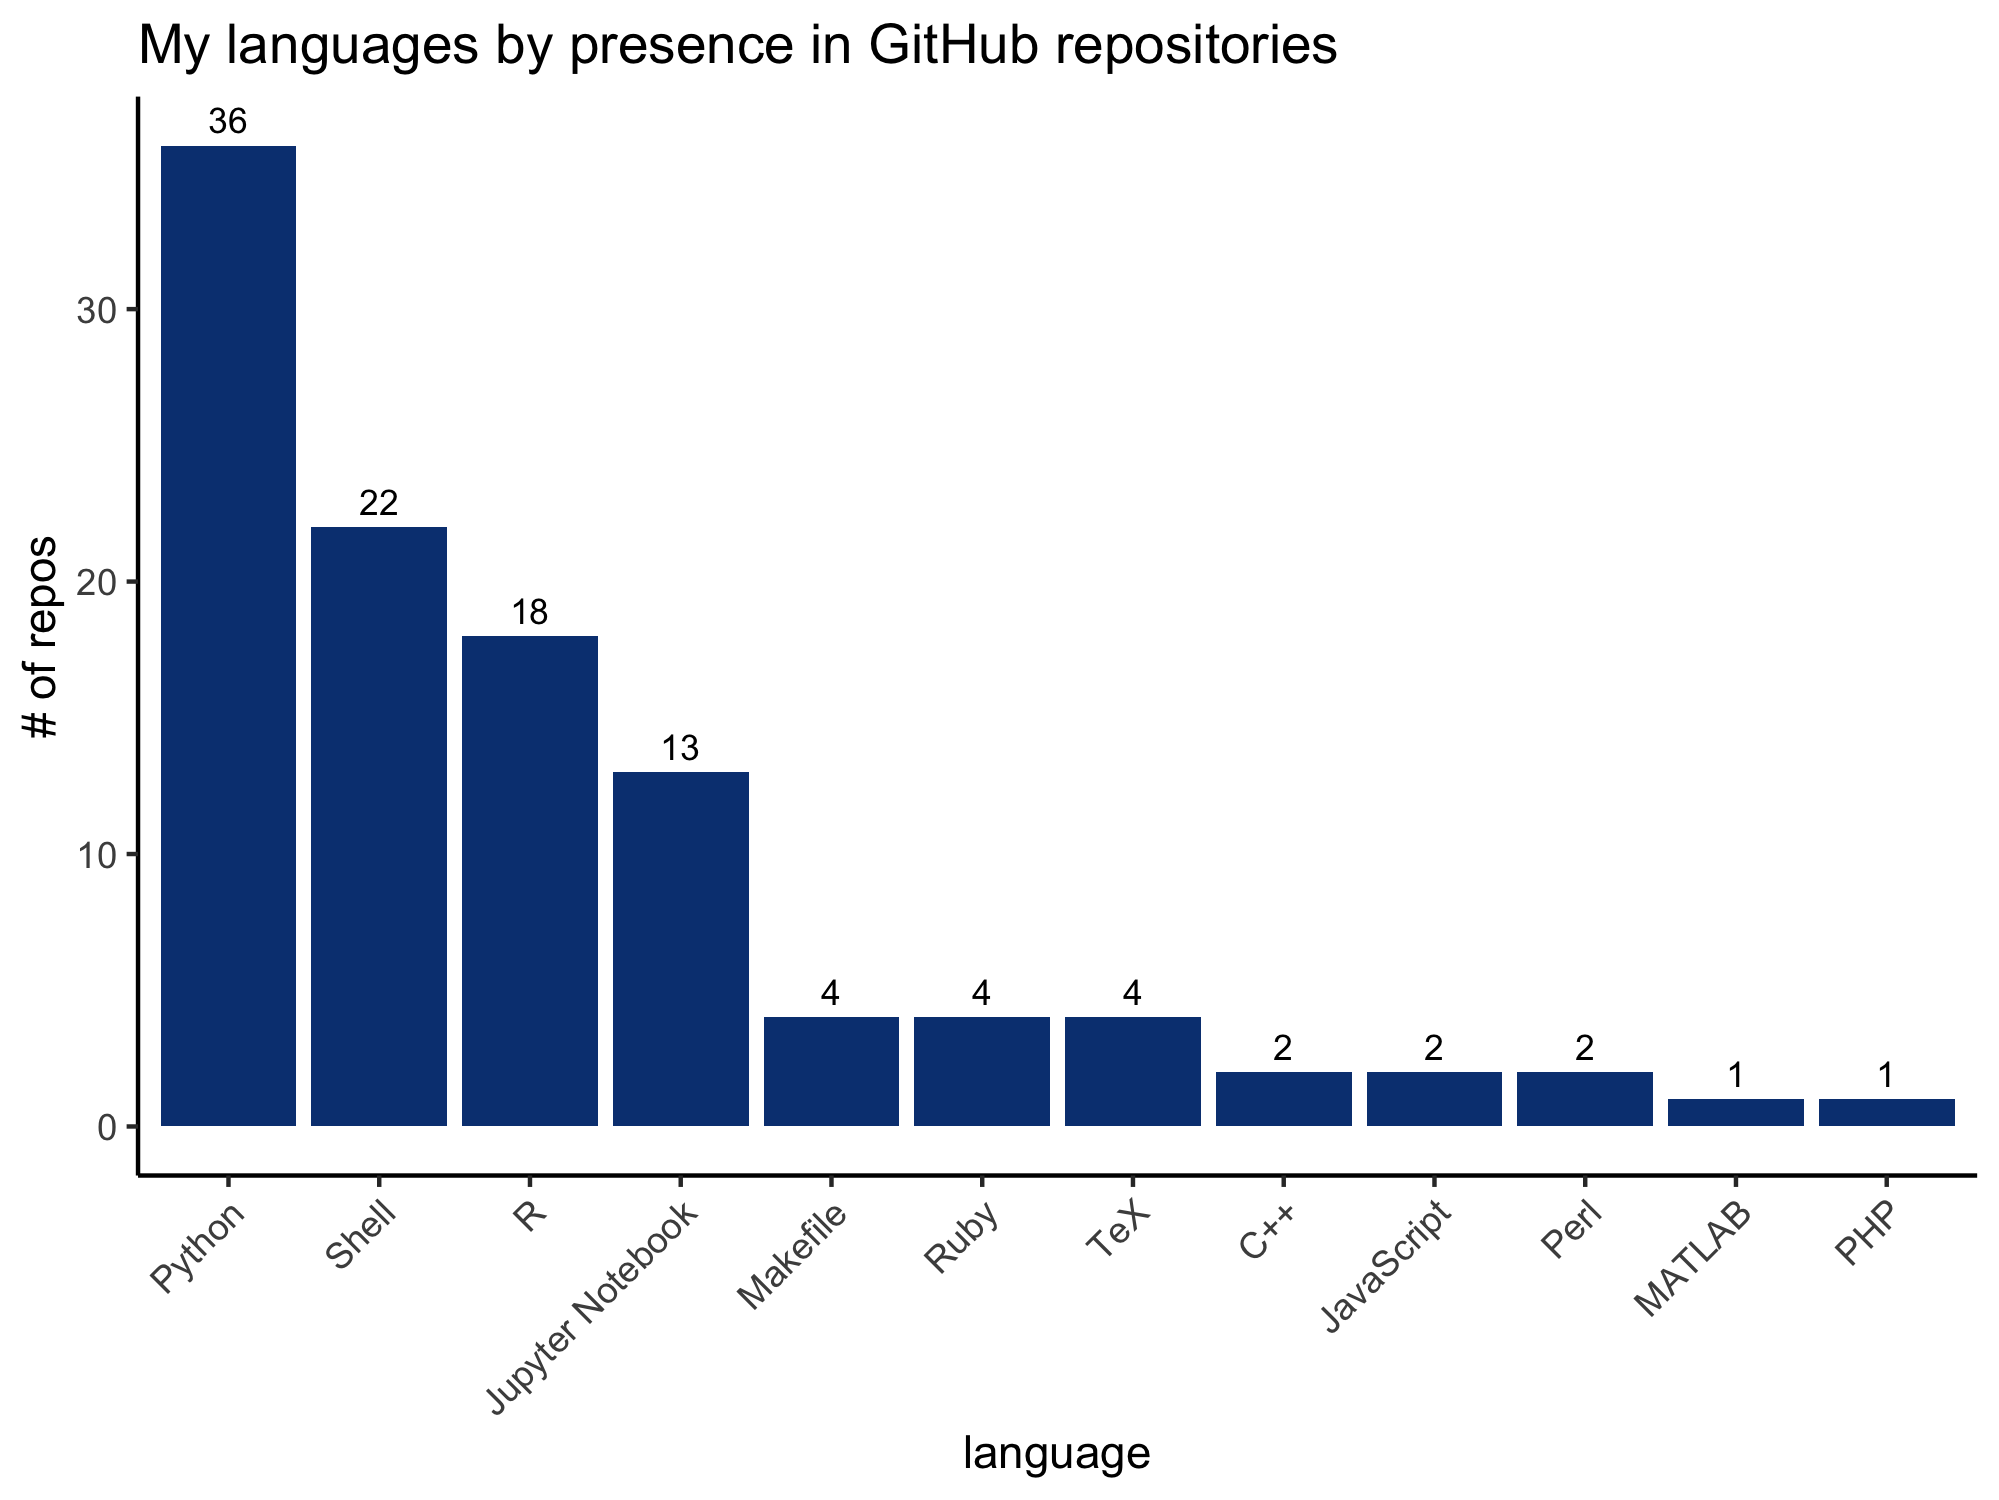 My languages by presence in GitHub repositories
36
22
18
13
4
4
4
2
2
2
1
1
30
20
10
0
# of repos
Python
Shell
R
Jupyter Notebook
Makefile
Ruby
TeX
C++
JavaScript
Perl
MATLAB
PHP
language